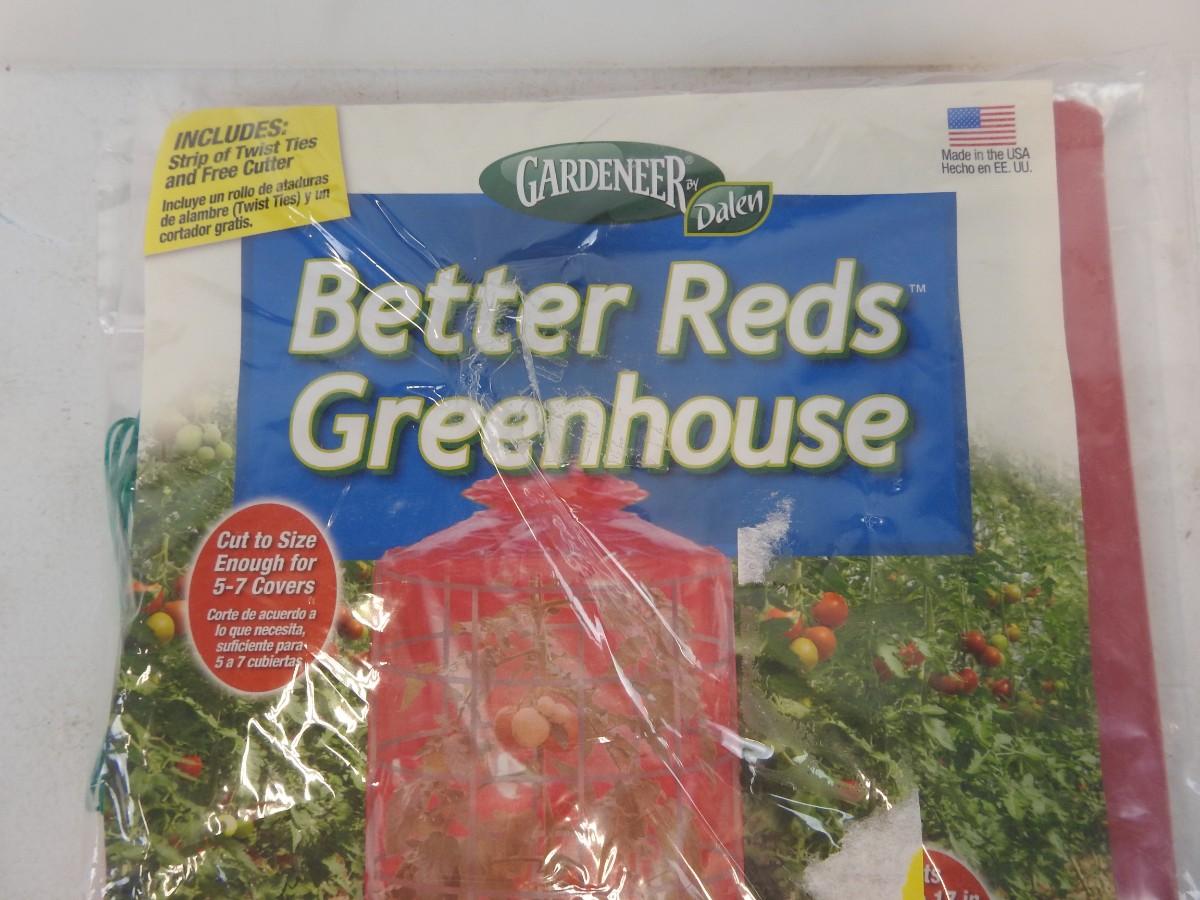 INCLUDES:
Strip of Twist Ties
and Free Cutter
Incluye un rollo de ataduras
de alambre (Twist Ties) y un
cortador gratis.
GARDENEER® BY
Dalen
Made in the USA
Hecho en EE. UU.
Better Reds™
Greenhouse
Cut to Size
Enough for
5-7 Covers
Corte de acuerdo a
lo que necesita,
suficiente para
5 a 7 cubiertas